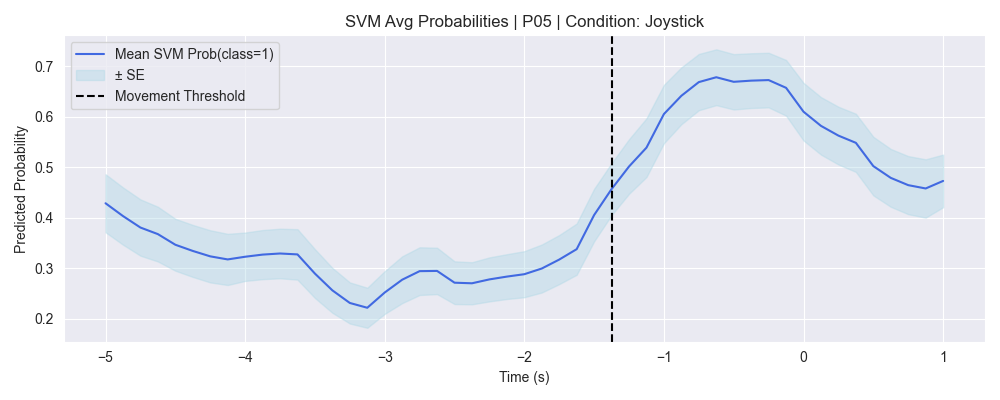 SVM Avg Probabilities | P05 | Condition: Joystick
Mean SVM Prob(class=1)
± SE
Movement Threshold
Predicted Probability
0.7
0.6
0.5
0.4
0.3
0.2
−5 −4 −3 −2 −1 0 1
Time (s)